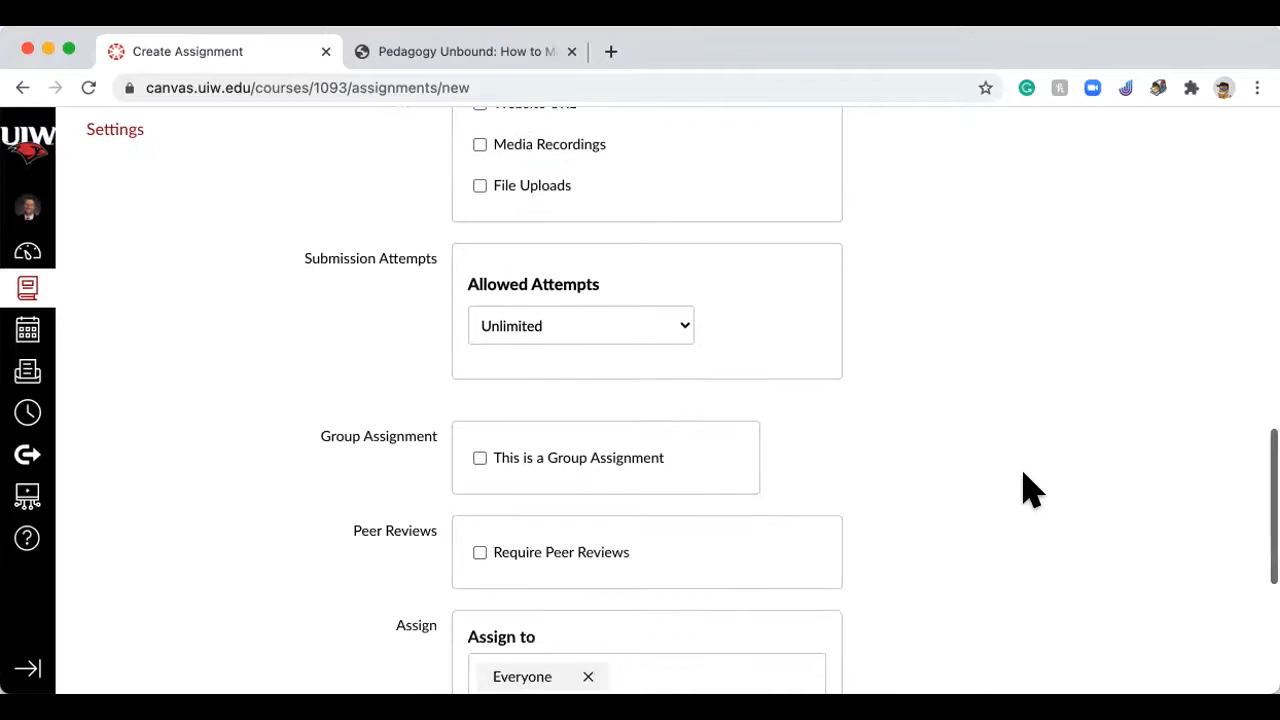 Create Assignment
Pedagogy Unbound: How to M
canvas.uiw.edu/courses/1093/assignments/new
UIW
Settings
Website URL
Media Recordings
File Uploads
Submission Attempts
Allowed Attempts
Unlimited
Group Assignment
This is a Group Assignment
Peer Reviews
Require Peer Reviews
Assign
Assign to
Everyone